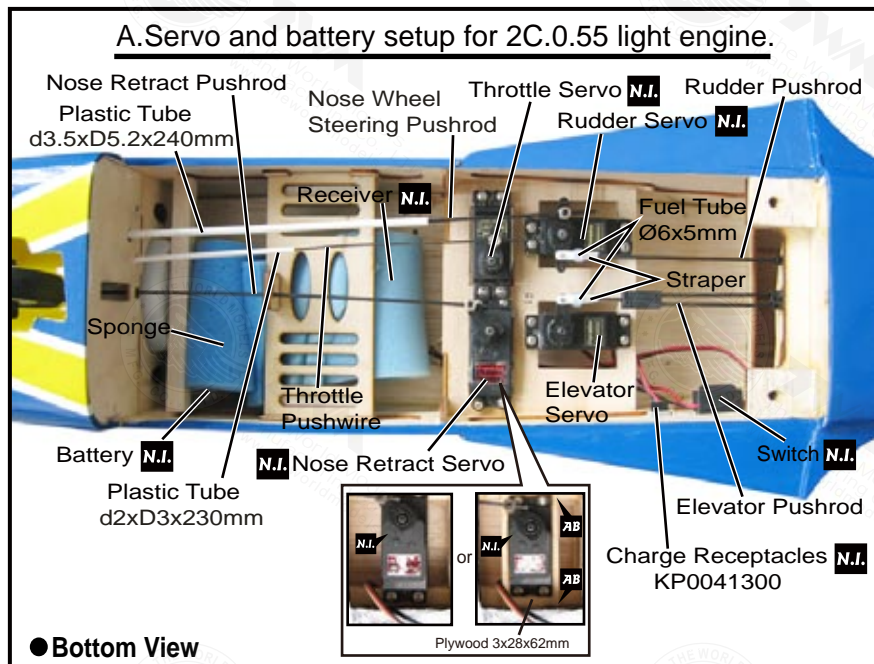 A.Servo and battery setup for 2C.0.55 light engine.
Nose Retract Pushrod
Plastic Tube
d3.5xD5.2x240mm
Nose Wheel
Steering Pushrod
Throttle Servo N.I.
Rudder Servo N.I.
Rudder Pushrod
Receiver N.I.
Fuel Tube
Ø6x5mm
Straper
Sponge
Throttle
Pushwire
Elevator
Servo
Battery N.I.
N.I. Nose Retract Servo
Switch N.I.
Plastic Tube
d2xD3x230mm
Elevator Pushrod
N.I.
or
N.I.
AB
AB
Charge Receptacles N.I.
KP0041300
Plywood 3x28x62mm
●Bottom View